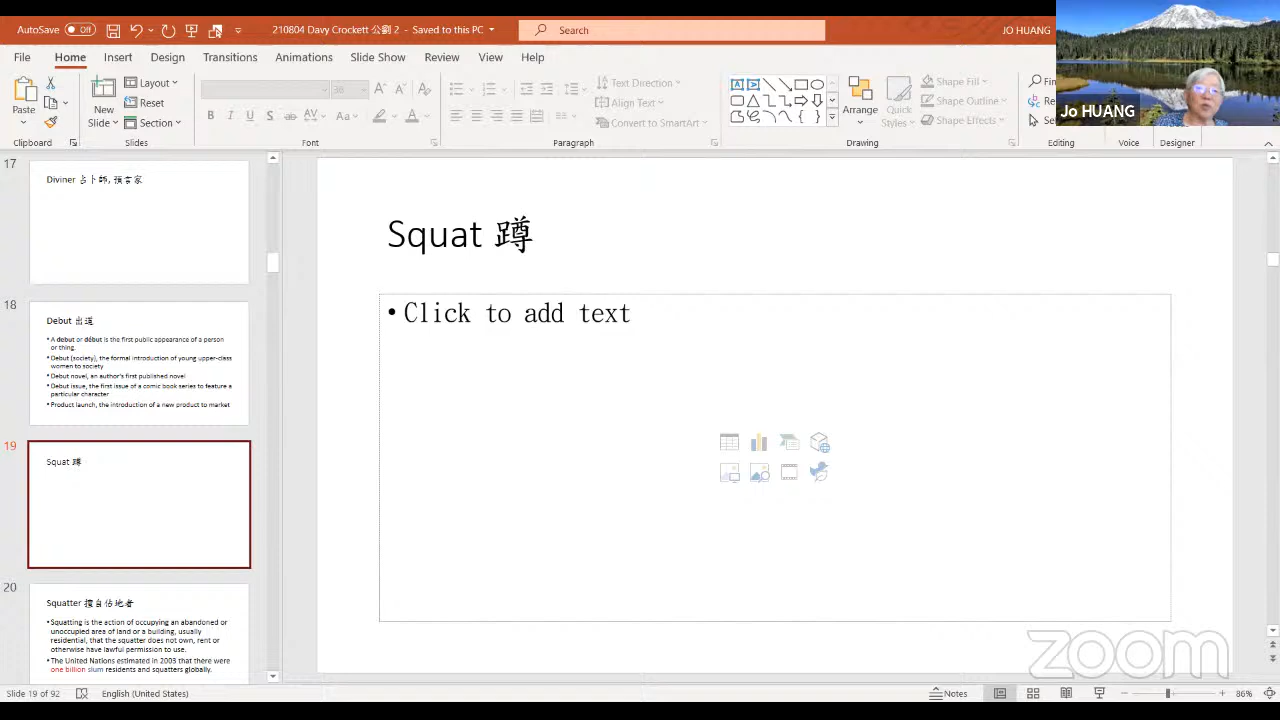 AutoSave Off
210804 Davy Crockett 公劉 2 - Saved to this PC
Search
JO HUANG
File Home Insert Design Transitions Animations Slide Show Review View Help
Paste
New
Slide
Layout
Reset
Section
38
Text Direction
Align Text
Convert to SmartArt
Arrange
Quick
Styles
Shape Fill
Shape Outline
Shape Effects
Jo HUANG
Clipboard Slides Font Paragraph Drawing Editing Voice Designer
17
Diviner 占卜師, 預言家
18
Debut 出道
• A debut or début is the first public appearance of a person
or thing.
• Debut (society), the formal introduction of young upper-class
women to society
• Debut novel, an author's first published novel
• Debut issue, the first issue of a comic book series to feature a
particular character
• Product launch, the introduction of a new product to market
19
Squat 蹲
20
Squatter 擅自佔地者
• Squatting is the action of occupying an abandoned or
unoccupied area of land or a building, usually
residential, that the squatter does not own, rent or
otherwise have lawful permission to use.
• The United Nations estimated in 2003 that there were
one billion slum residents and squatters globally.
Squat 蹲
• Click to add text
zoom
Slide 19 of 92 English (United States) Notes 86%